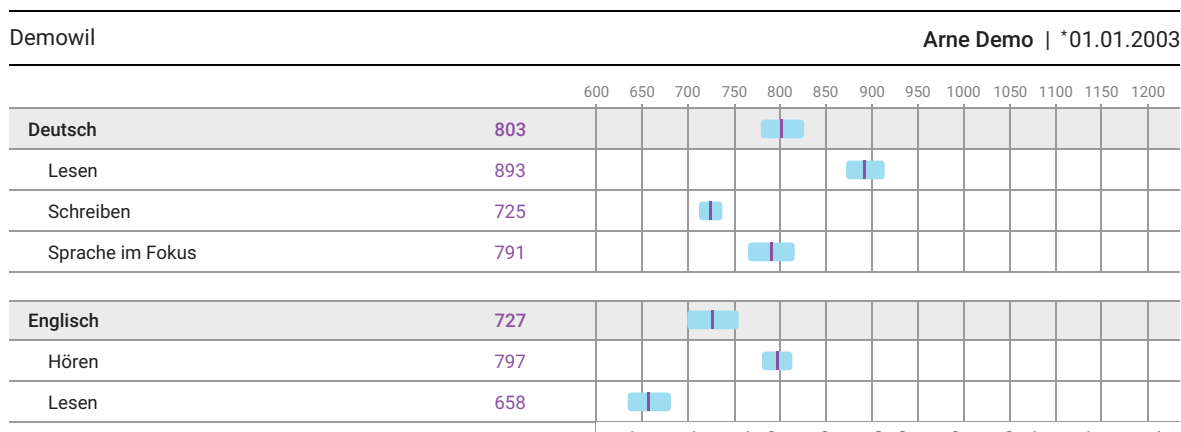 Demowil
Arne Demo | *01.01.2003
600 650 700 750 800 850 900 950 1000 1050 1100 1150 1200
Deutsch 803
Lesen 893
Schreiben 725
Sprache im Fokus 791
Englisch 727
Hören 797
Lesen 658